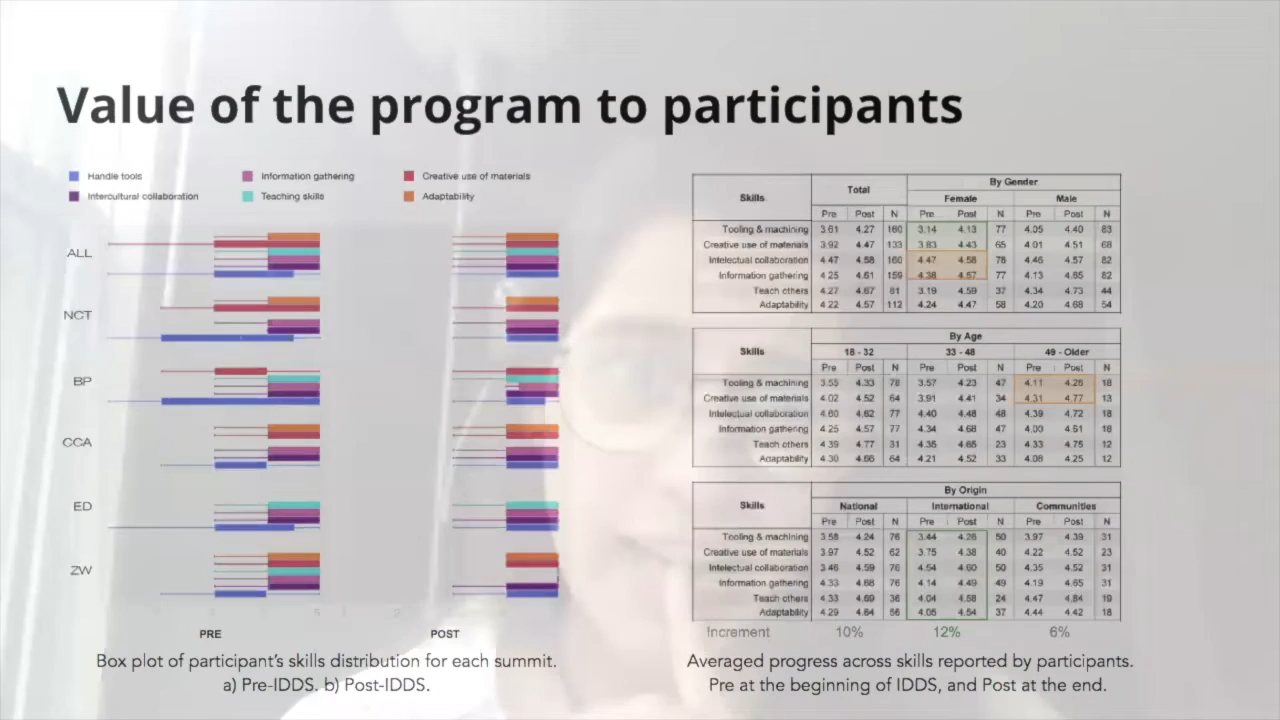 Value of the program to participants
Handle tools
Information gathering
Creative use of materials
Intercultural collaboration
Teaching skills
Adaptability
ALL
NCT
BP
CCA
ED
ZW
5
PRE
POST
Box plot of participant's skills distribution for each summit.
a) Pre-IDDS. b) Post-IDDS.
Skills Total By Gender
Female Male
Pre Post N Pre Post N Pre Post N
Tooling & machining 3.61 4.27 160 3.14 4.13 77 4.05 4.40 83
Creative use of materials 3.92 4.47 133 3.83 4.43 65 4.01 4.51 68
Intelectual collaboration 4.47 4.58 160 4.47 4.58 78 4.46 4.57 82
Information gathering 4.25 4.61 159 4.38 4.57 77 4.13 4.65 82
Teach others 4.27 4.67 81 3.19 4.59 37 4.34 4.73 44
Adaptability 4.22 4.57 112 4.24 4.47 58 4.20 4.68 54
Skills By Age
18 - 32 33 - 48 49 - Older
Pre Post N Pre Post N Pre Post N
Tooling & machining 3.55 4.33 78 3.57 4.23 47 4.11 4.28 18
Creative use of materials 4.02 4.52 64 3.91 4.41 34 4.31 4.77 13
Intelectual collaboration 4.60 4.62 77 4.40 4.48 48 4.39 4.72 18
Information gathering 4.25 4.57 77 4.34 4.68 47 4.00 4.51 18
Teach others 4.39 4.77 31 4.35 4.65 23 4.33 4.75 12
Adaptability 4.30 4.66 64 4.21 4.52 33 4.08 4.25 12
Skills By Origin
National International Communities
Pre Post N Pre Post N Pre Post N
Tooling & machining 3.58 4.24 76 3.44 4.26 50 3.97 4.39 31
Creative use of materials 3.97 4.52 62 3.75 4.38 40 4.22 4.52 23
Intelectual collaboration 3.46 4.59 76 4.54 4.60 50 4.35 4.52 31
Information gathering 4.33 4.68 76 4.14 4.49 49 4.19 4.65 31
Teach others 4.33 4.69 36 4.04 4.58 24 4.47 4.84 19
Adaptability 4.29 4.64 56 4.05 4.54 37 4.44 4.42 18
Increment 10% 12% 6%
Averaged progress across skills reported by participants.
Pre at the beginning of IDDS, and Post at the end.